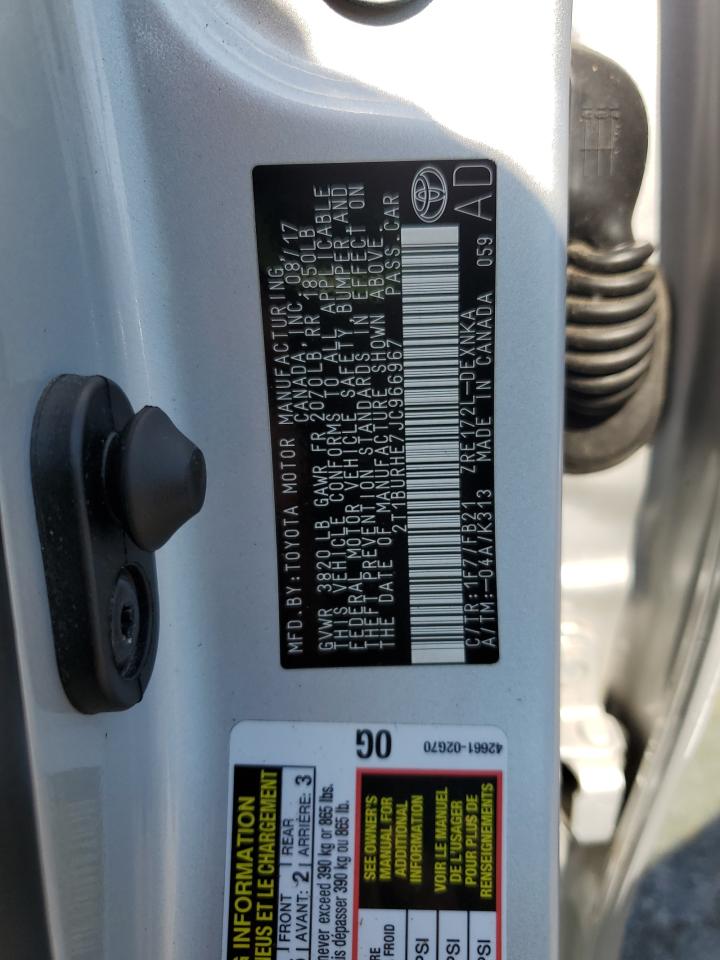 MFD.BY:TOYOTA MOTOR MANUFACTURING,
CANADA, INC. 08/17
GVWR 3820LB GAWR FR 2070LB RR 1850LB
THIS VEHICLE CONFORMS TO ALL APPLICABLE
FEDERAL MOTOR VEHICLE SAFETY, BUMPER AND
THEFT PREVENTION STANDARDS IN EFFECT ON
THE DATE OF MANUFACTURE SHOWN ABOVE.
2T1BURHE7JC966967 PASS.CAR
C/TR:1F7/FB21 ZRE172L-DEXNKA
A/TM:-04A/K313 MADE IN CANADA 059
AD
INFORMATION
NEUS ET LE CHARGEMENT
FRONT 2 REAR 3
AVANT: ARRIÈRE:
never exceed 390 kg or 865 lbs.
is dépasser 390 kg ou 865 lb.
OG
42661-02G70
SEE OWNER'S
MANUAL FOR
ADDITIONAL
INFORMATION
VOIR LE MANUEL
DE L'USAGER
POUR PLUS DE
RENSEIGNEMENTS
FROID
PSI
PSI
PSI